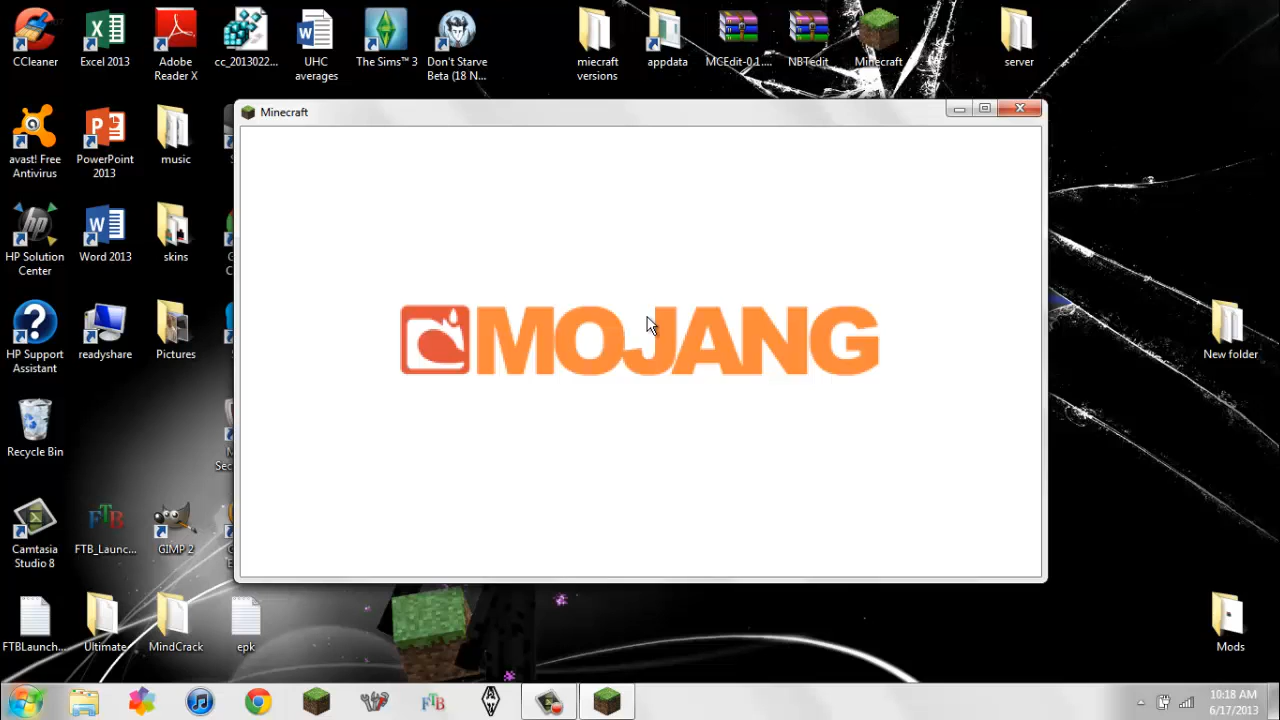 CCleaner
Excel 2013
Adobe
Reader X
cc_2013022...
UHC
averages
The Sims™ 3
Don't Starve
Beta (18 N...
miecraft
versions
appdata
MCEdit-0.1....
NBTedit
Minecraft
server
Minecraft
avast! Free
Antivirus
PowerPoint
2013
music
HP Solution
Center
Word 2013
skins
MOJANG
HP Support
Assistant
readyshare
Pictures
New folder
Recycle Bin
Sec
Camtasia
Studio 8
FTB
FTB_Launc...
GIMP 2
FTBLaunch...
Ultimate
MindCrack
epk
Mods
FTB
10:18 AM
6/17/2013